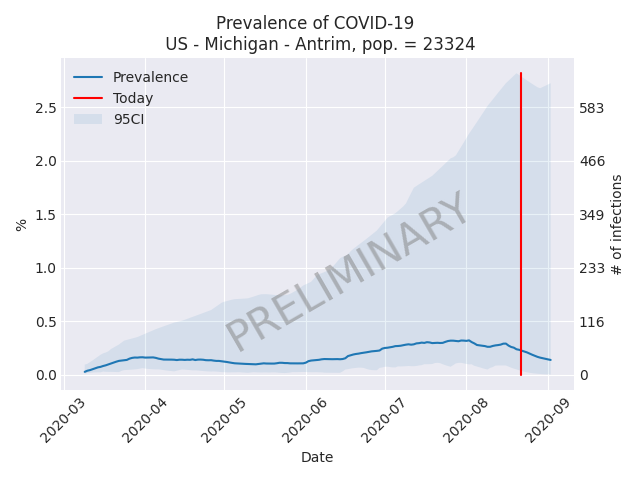 Prevalence of COVID-19
US - Michigan - Antrim, pop. = 23324
Prevalence
Today
95CI
2.5
2.0
1.5
1.0
0.5
0.0
%
583
466
349
233
116
0
# of infections
PRELIMINARY
2020-03
2020-04
2020-05
2020-06
2020-07
2020-08
2020-09
Date